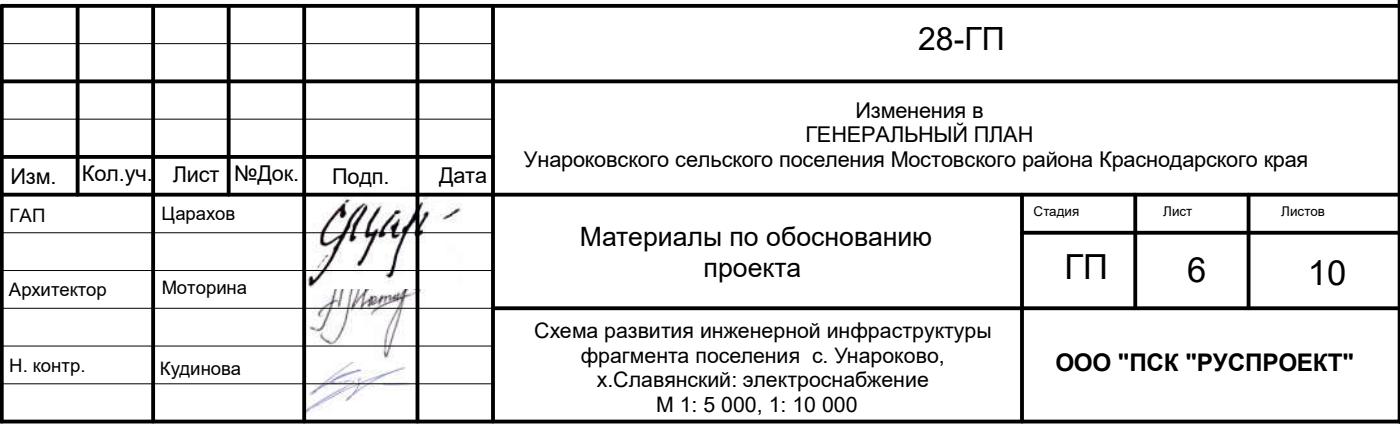 28-ГП
Изменения в
ГЕНЕРАЛЬНЫЙ ПЛАН
Унароковского сельского поселения Мостовского района Краснодарского края
Изм. Кол.уч. Лист №Док. Подп. Дата
ГАП Царахов
Архитектор Моторина
Н. контр. Кудинова
Материалы по обоснованию
проекта
Стадия Лист Листов
ГП 6 10
Схема развития инженерной инфраструктуры
фрагмента поселения с. Унароково,
х.Славянский: электроснабжение
М 1: 5 000, 1: 10 000
ООО "ПСК "РУСПРОЕКТ"